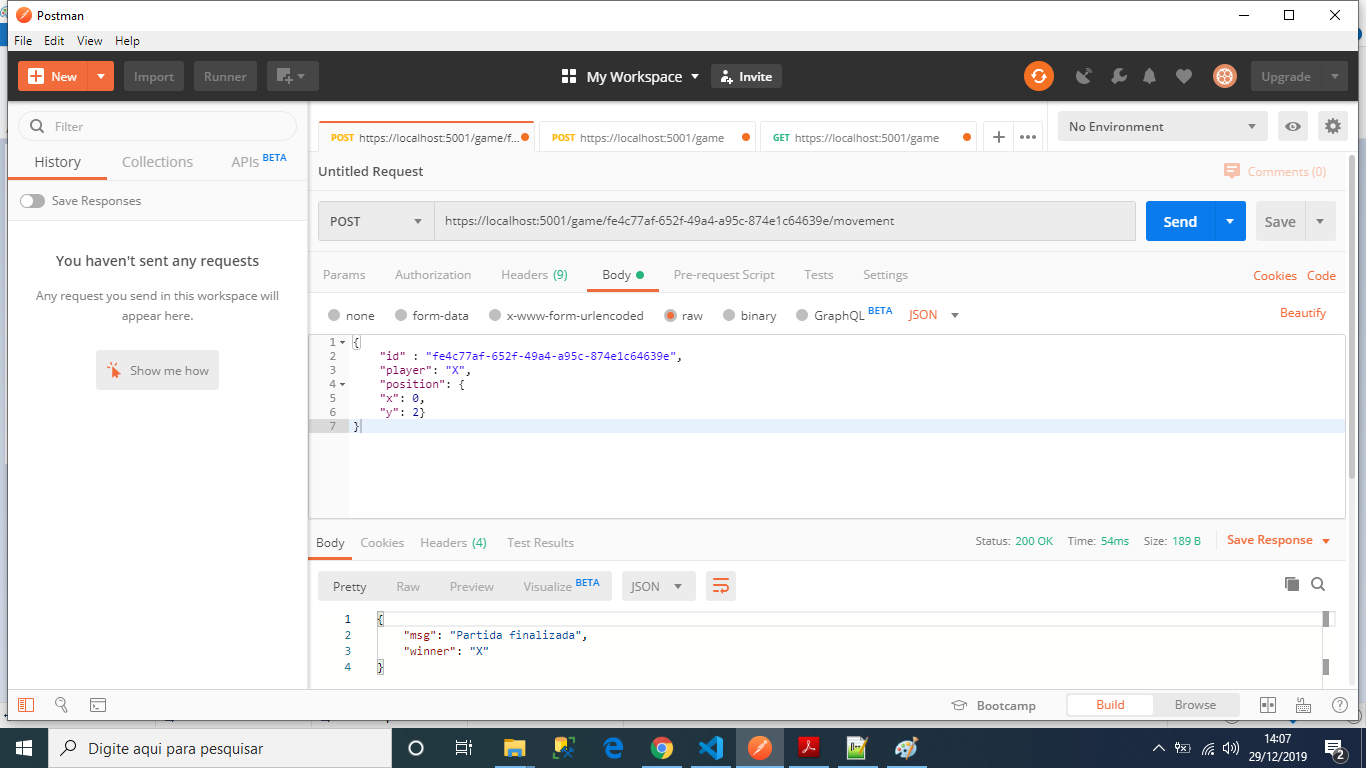 Postman
File Edit View Help
New Import Runner My Workspace Invite Upgrade
Filter
History Collections APIs BETA
Save Responses
You haven't sent any requests
Any request you send in this workspace will
appear here.
Show me how
POST https://localhost:5001/game/f... POST https://localhost:5001/game GET https://localhost:5001/game No Environment
Untitled Request Comments (0)
POST https://localhost:5001/game/fe4c77af-652f-49a4-a95c-874e1c64639e/movement Send Save
Params Authorization Headers (9) Body Pre-request Script Tests Settings Cookies Code
none form-data x-www-form-urlencoded raw binary GraphQL BETA JSON Beautify
1 {
2 "id" : "fe4c77af-652f-49a4-a95c-874e1c64639e",
3 "player": "X",
4 "position": {
5 "x": 0,
6 "y": 2}
7 }
Body Cookies Headers (4) Test Results Status: 200 OK Time: 54ms Size: 189 B Save Response
Pretty Raw Preview Visualize BETA JSON
1 {
2 "msg": "Partida finalizada",
3 "winner": "X"
4 }
Bootcamp Build Browse
Digite aqui para pesquisar
14:07
29/12/2019
2